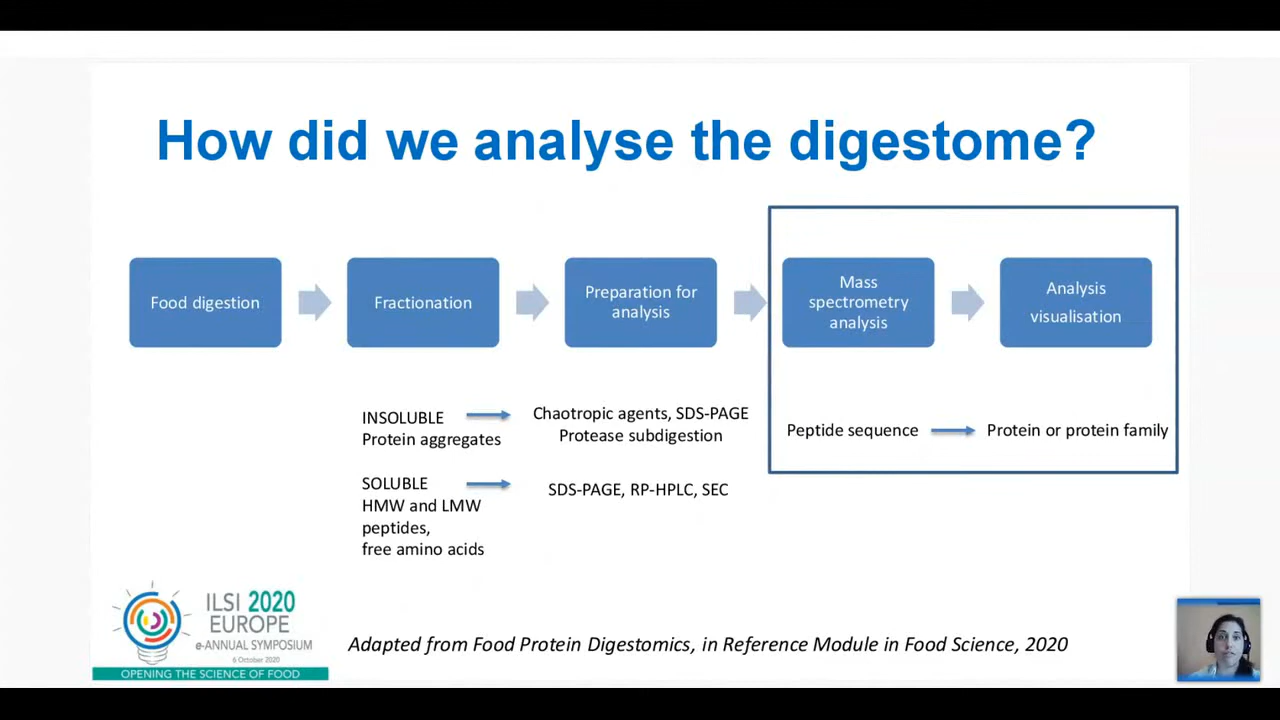 How did we analyse the digestome?
Food digestion
Fractionation
Preparation for
analysis
Mass
spectrometry
analysis
Analysis
visualisation
INSOLUBLE
Protein aggregates
Chaotropic agents, SDS-PAGE
Protease subdigestion
Peptide sequence
Protein or protein family
SOLUBLE
HMW and LMW
peptides,
free amino acids
SDS-PAGE, RP-HPLC, SEC
ILSI 2020
EUROPE
e-ANNUAL SYMPOSIUM
6 October 2020
OPENING THE SCIENCE OF FOOD
Adapted from Food Protein Digestomics, in Reference Module in Food Science, 2020